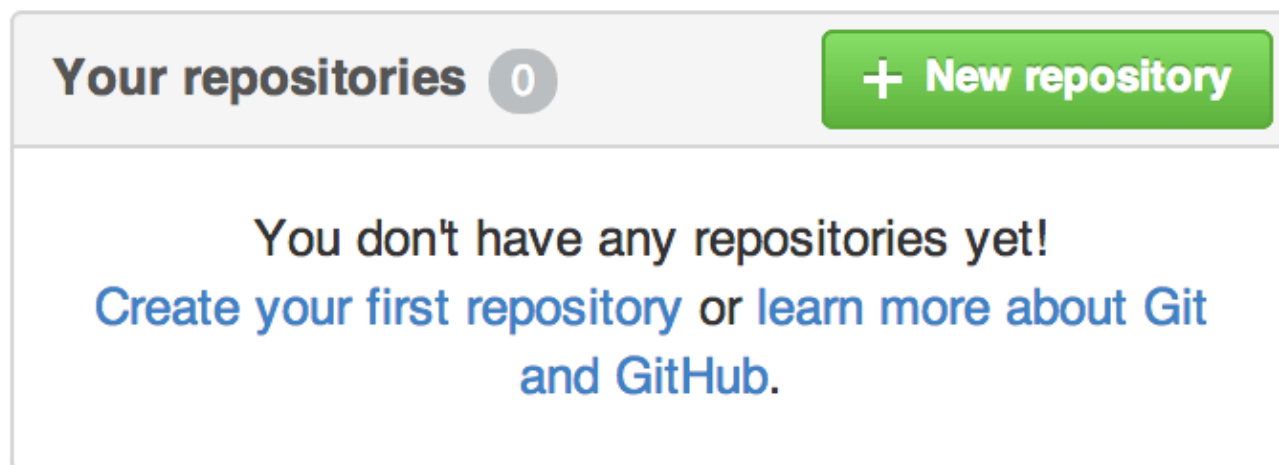 Your repositories 0 + New repository
You don't have any repositories yet!
Create your first repository or learn more about Git
and GitHub.